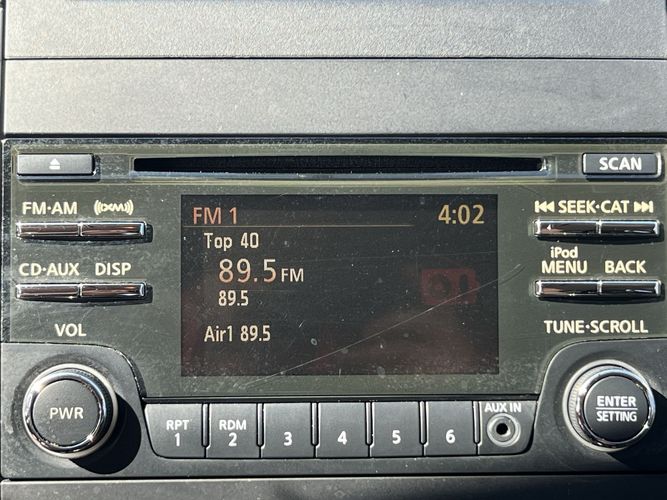 SCAN
FM·AM
XM
SEEK·CAT
CD·AUX
DISP
iPod
MENU
BACK
VOL
TUNE·SCROLL
FM 1
4:02
Top 40
89.5 FM
89.5
Air1 89.5
PWR
RPT
1
RDM
2
3
4
5
6
AUX IN
ENTER
SETTING